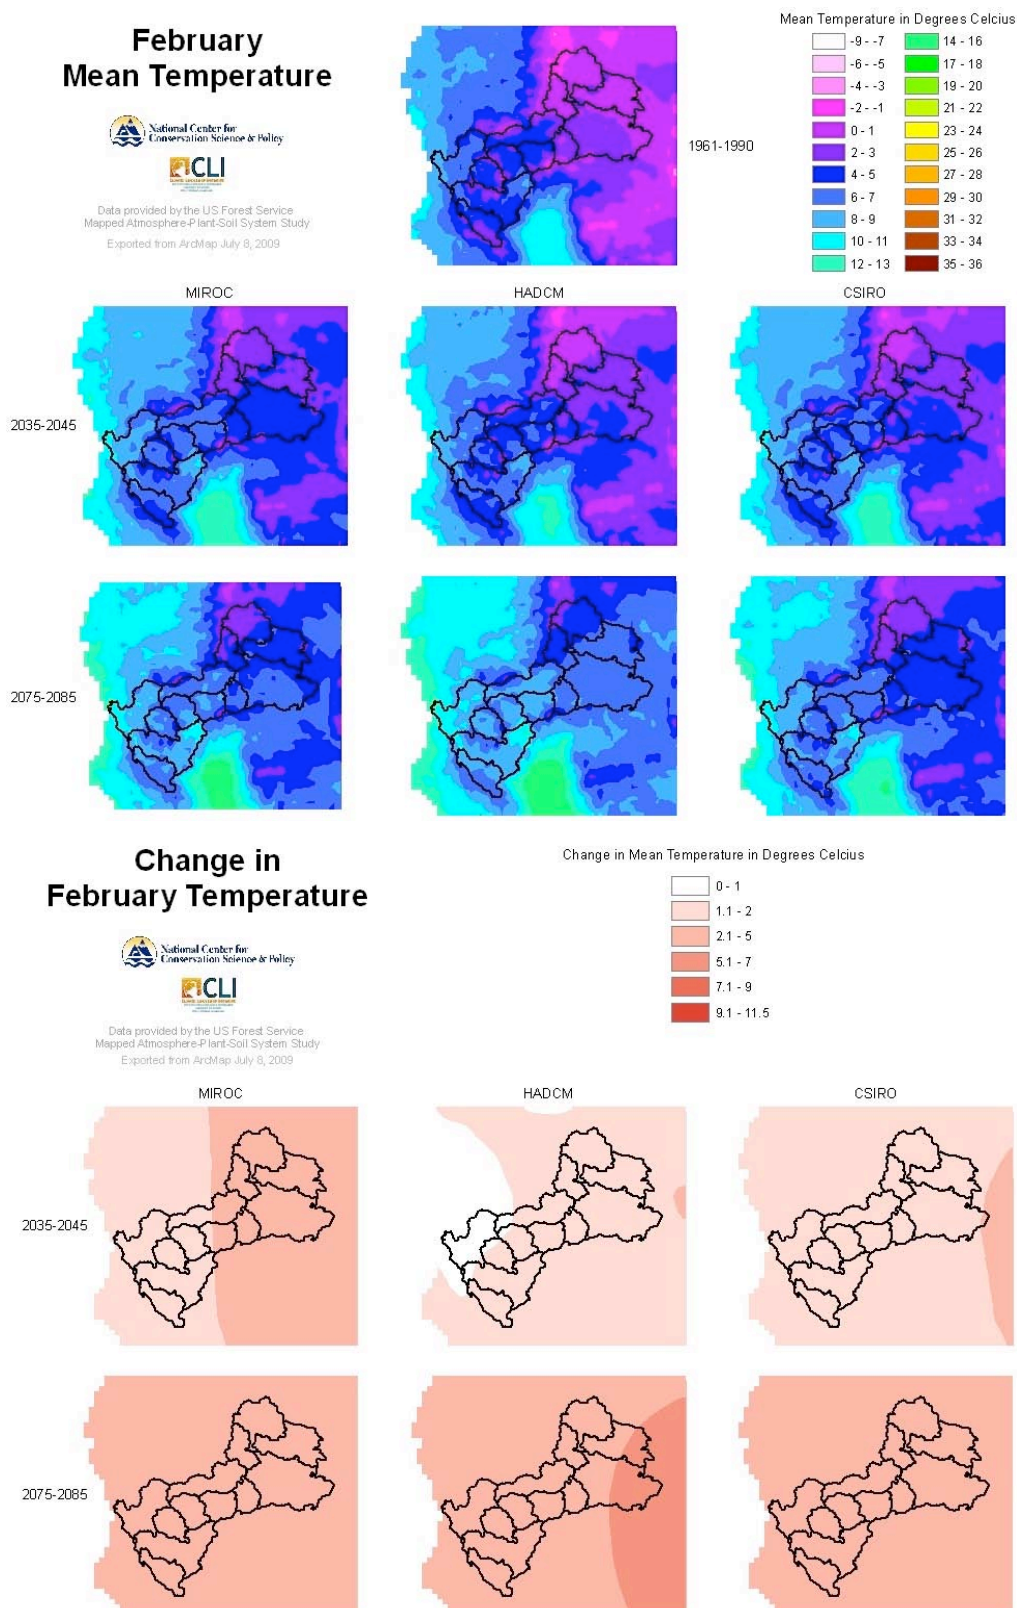 February
Mean Temperature
National Center for
Conservation Science & Policy
CLI
Data provided by the US Forest Service
Mapped Atmosphere-Plant-Soil System Study
Exported from ArcMap July 8, 2009
1961-1990
Mean Temperature in Degrees Celcius
-9 - -7
-6 - -5
-4 - -3
-2 - -1
0 - 1
2 - 3
4 - 5
6 - 7
8 - 9
10 - 11
12 - 13
14 - 16
17 - 18
19 - 20
21 - 22
23 - 24
25 - 26
27 - 28
29 - 30
31 - 32
33 - 34
35 - 36
MIROC
HADCM
CSIRO
2035-2045
2075-2085
Change in
February Temperature
National Center for
Conservation Science & Policy
CLI
Data provided by the US Forest Service
Mapped Atmosphere-Plant-Soil System Study
Exported from ArcMap July 8, 2009
Change in Mean Temperature in Degrees Celcius
0 - 1
1.1 - 2
2.1 - 5
5.1 - 7
7.1 - 9
9.1 - 11.5
MIROC
HADCM
CSIRO
2035-2045
2075-2085